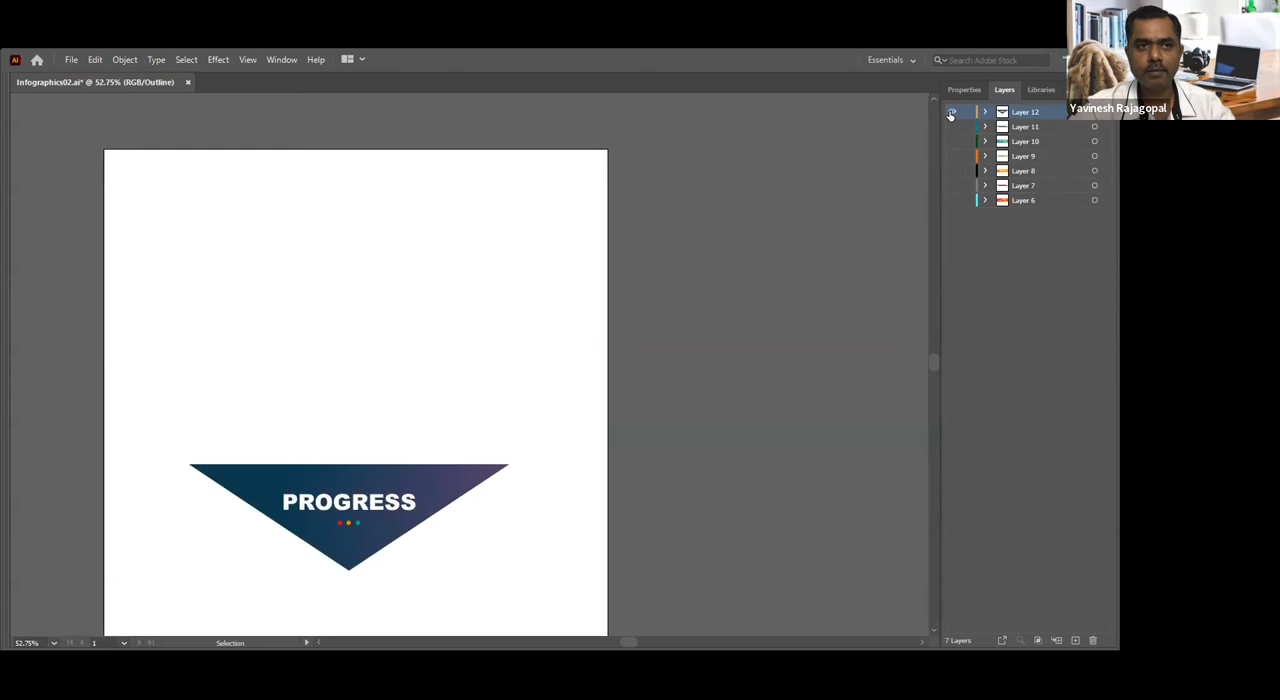 Ai File Edit Object Type Select Effect View Window Help Essentials Search Adobe Stock
Infographics02.ai* @ 52.75% (RGB/Outline) ×
Properties Layers Libraries
Yavinesh Rajagopal
Layer 12
Layer 11
Layer 10
Layer 9
Layer 8
Layer 7
Layer 6
PROGRESS
52.75% 1 Selection 7 Layers